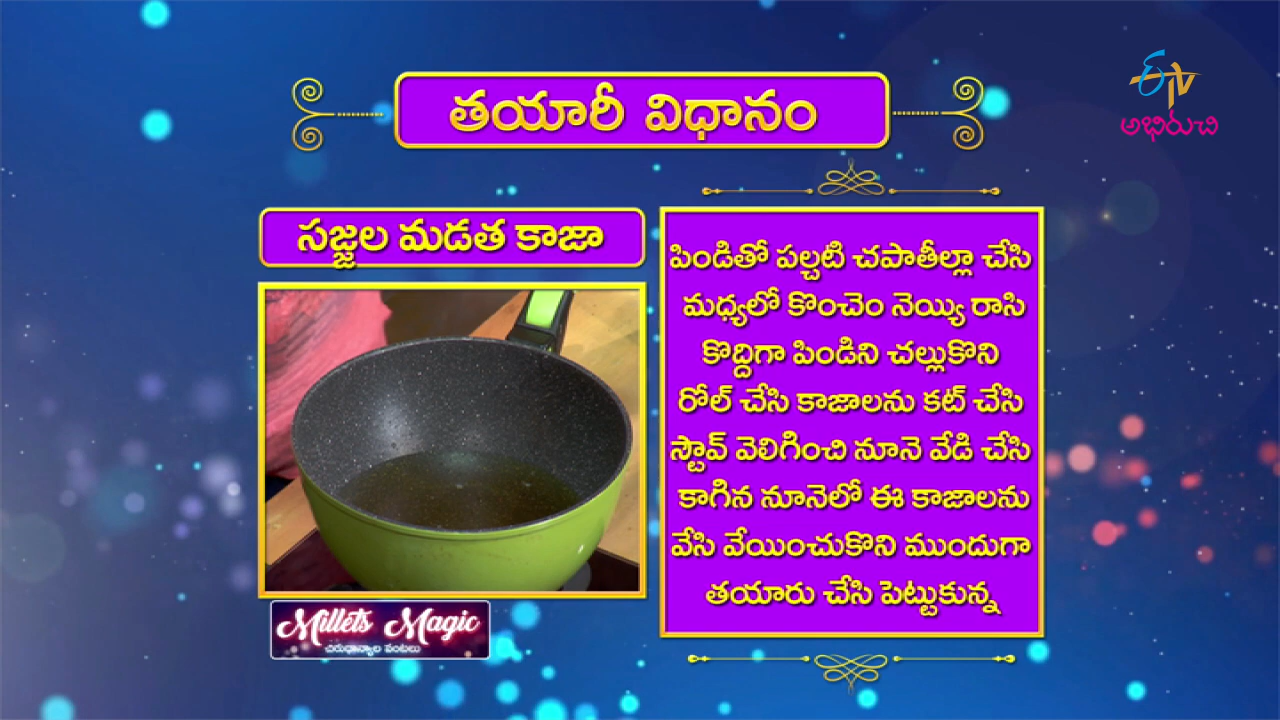 తయారీ విధానం
ETV
అభిరుచి
సజ్జల మడత కాజా
పిండితో పల్చటి చపాతీల్లా చేసి
మధ్యలో కొంచెం నెయ్యి రాసి
కొద్దిగా పిండిని చల్లుకొని
రోల్ చేసి కాజాలను కట్ చేసి
స్టౌవ్ వెలిగించి నూనె వేడి చేసి
కాగిన నూనెలో ఈ కాజాలను
వేసి వేయించుకొని ముందుగా
తయారు చేసి పెట్టుకున్న
Millets Magic
చిరుధాన్యాల వంటలు